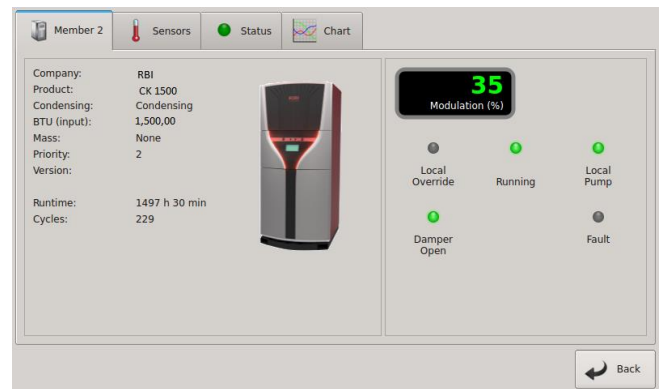 Member 2
Sensors
Status
Chart
Company: RBI
Product: CK 1500
Condensing: Condensing
BTU (input): 1,500,00
Mass: None
Priority: 2
Version:
Runtime: 1497 h 30 min
Cycles: 229
35
Modulation (%)
Local
Override
Running
Local
Pump
Damper
Open
Fault
Back